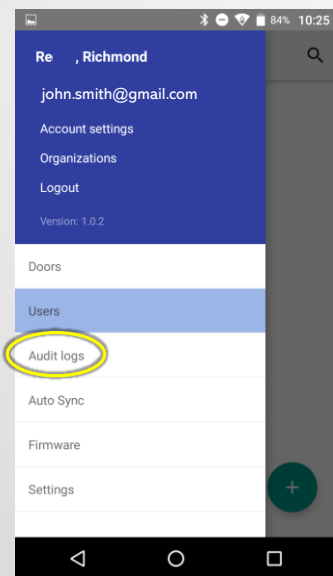 84% 10:25
Re , Richmond
john.smith@gmail.com
Account settings
Organizations
Logout
Version: 1.0.2
Doors
Users
Audit logs
Auto Sync
Firmware
Settings